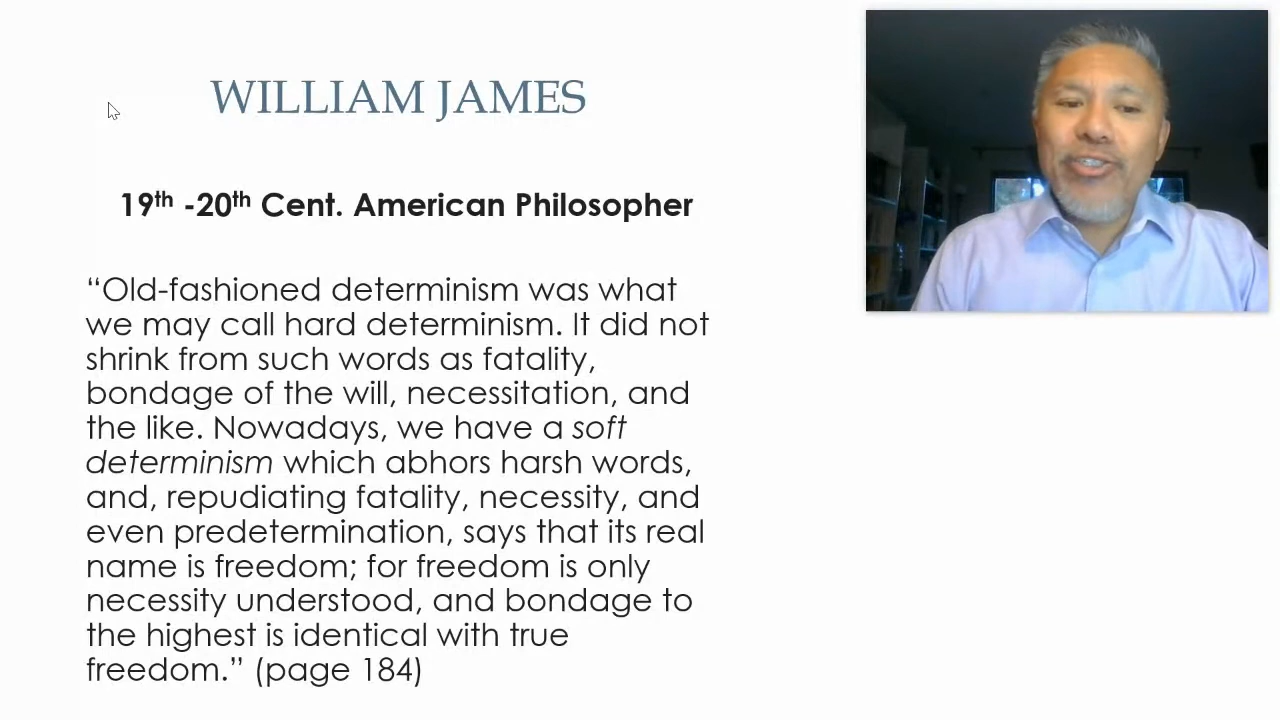 WILLIAM JAMES
19th -20th Cent. American Philosopher
“Old-fashioned determinism was what
we may call hard determinism. It did not
shrink from such words as fatality,
bondage of the will, necessitation, and
the like. Nowadays, we have a soft
determinism which abhors harsh words,
and, repudiating fatality, necessity, and
even predetermination, says that its real
name is freedom; for freedom is only
necessity understood, and bondage to
the highest is identical with true
freedom.” (page 184)